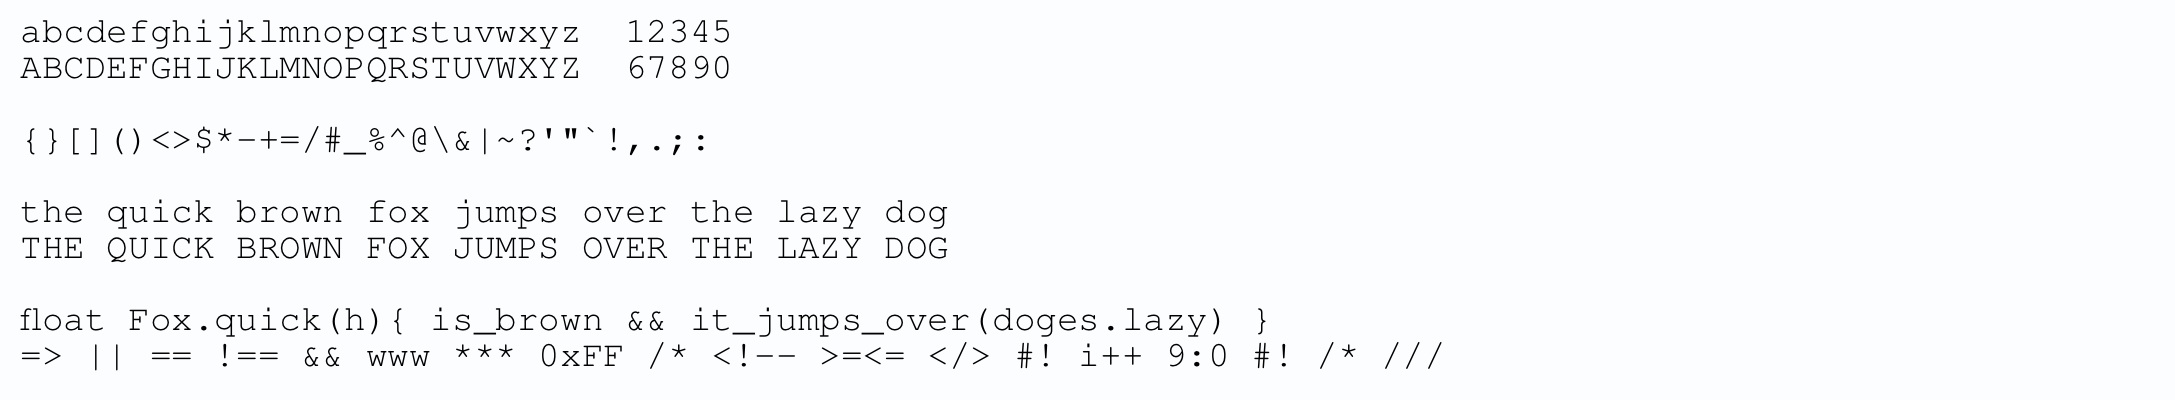 abcdefghijklmnopqrstuvwxyz  12345
ABCDEFGHIJKLMNOPQRSTUVWXYZ  67890
{}[]()<>$*-+=/#_%^@\&|~?'"`!,.;:
the quick brown fox jumps over the lazy dog
THE QUICK BROWN FOX JUMPS OVER THE LAZY DOG
float Fox.quick(h){ is_brown && it_jumps_over(doges.lazy) }
=> || == !== && www *** 0xFF /* <!-- >=<= </> #! i++ 9:0 #! /* ///